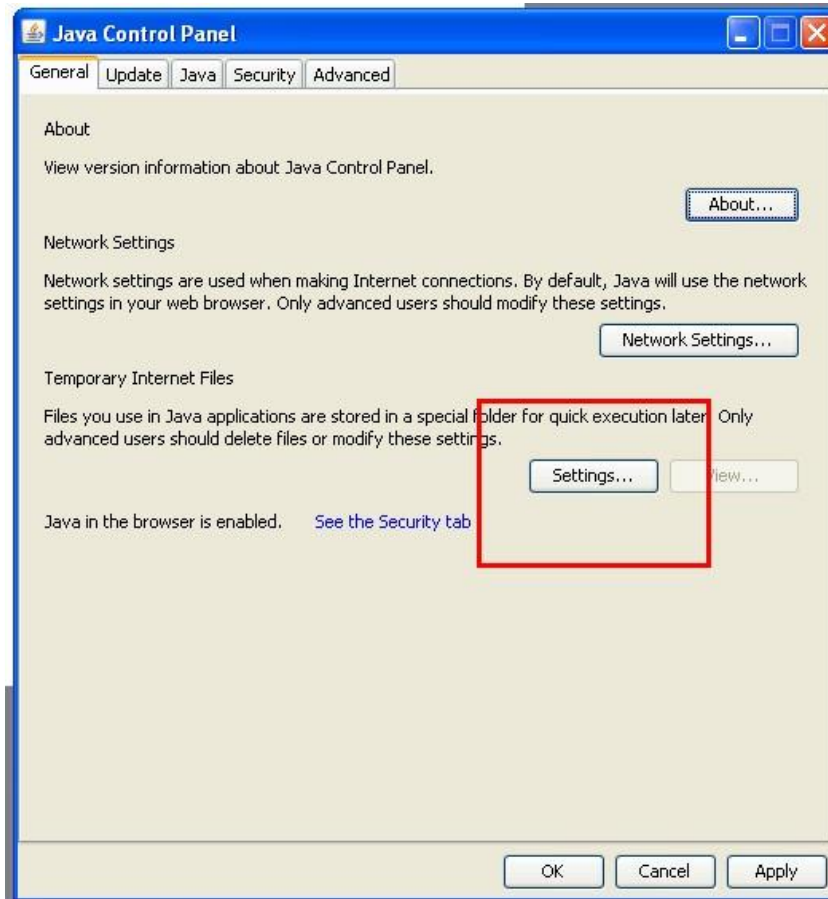 Java Control Panel
General Update Java Security Advanced
About
View version information about Java Control Panel.
About...
Network Settings
Network settings are used when making Internet connections. By default, Java will use the network
settings in your web browser. Only advanced users should modify these settings.
Network Settings...
Temporary Internet Files
Files you use in Java applications are stored in a special folder for quick execution later. Only
advanced users should delete files or modify these settings.
Settings... View...
Java in the browser is enabled. See the Security tab
OK Cancel Apply